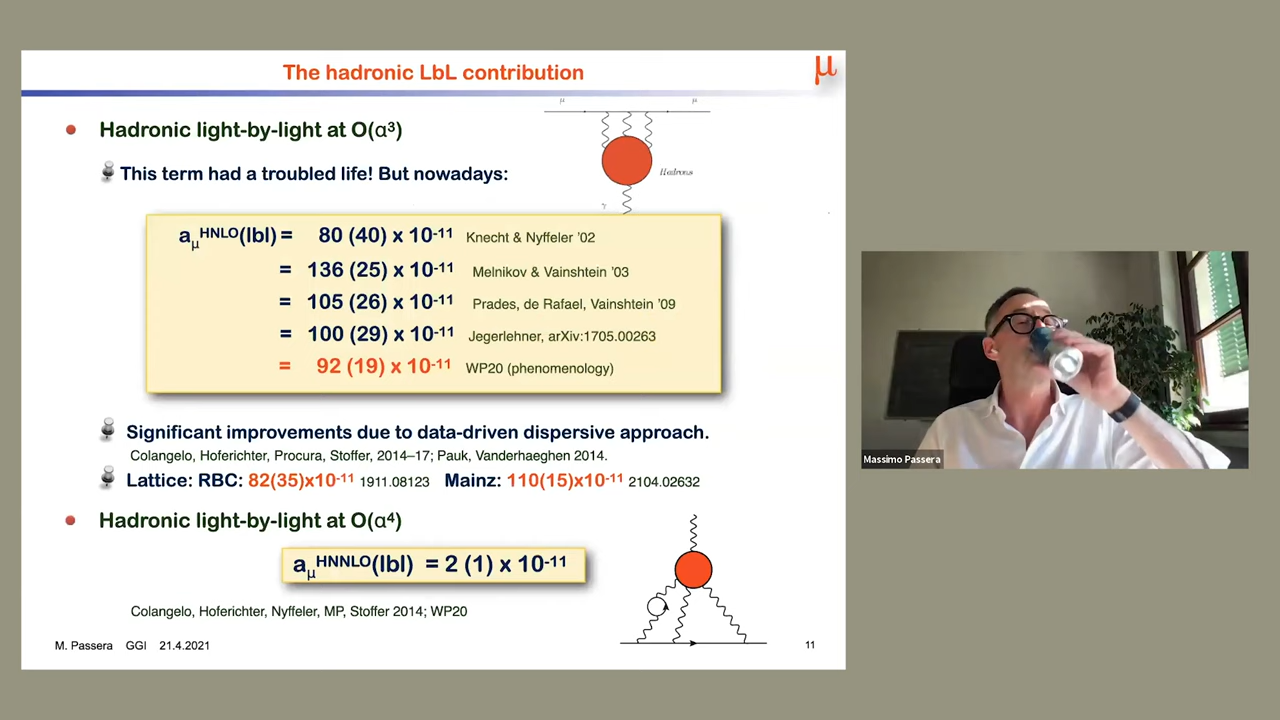 The hadronic LbL contribution
μ
μ
μ
Hadronic light-by-light at O(α³)
This term had a troubled life! But nowadays:
Hadrons
γ
aμHNLO(lbl) = 80 (40) x 10-11 Knecht & Nyffeler '02
= 136 (25) x 10-11 Melnikov & Vainshtein '03
= 105 (26) x 10-11 Prades, de Rafael, Vainshtein '09
= 100 (29) x 10-11 Jegerlehner, arXiv:1705.00263
= 92 (19) x 10-11 WP20 (phenomenology)
Significant improvements due to data-driven dispersive approach.
Colangelo, Hoferichter, Procura, Stoffer, 2014–17; Pauk, Vanderhaeghen 2014.
Lattice: RBC: 82(35)x10-11 1911.08123 Mainz: 110(15)x10-11 2104.02632
Hadronic light-by-light at O(α⁴)
aμHNNLO(lbl) = 2 (1) x 10-11
Colangelo, Hoferichter, Nyffeler, MP, Stoffer 2014; WP20
M. Passera GGI 21.4.2021
11
Massimo Passera